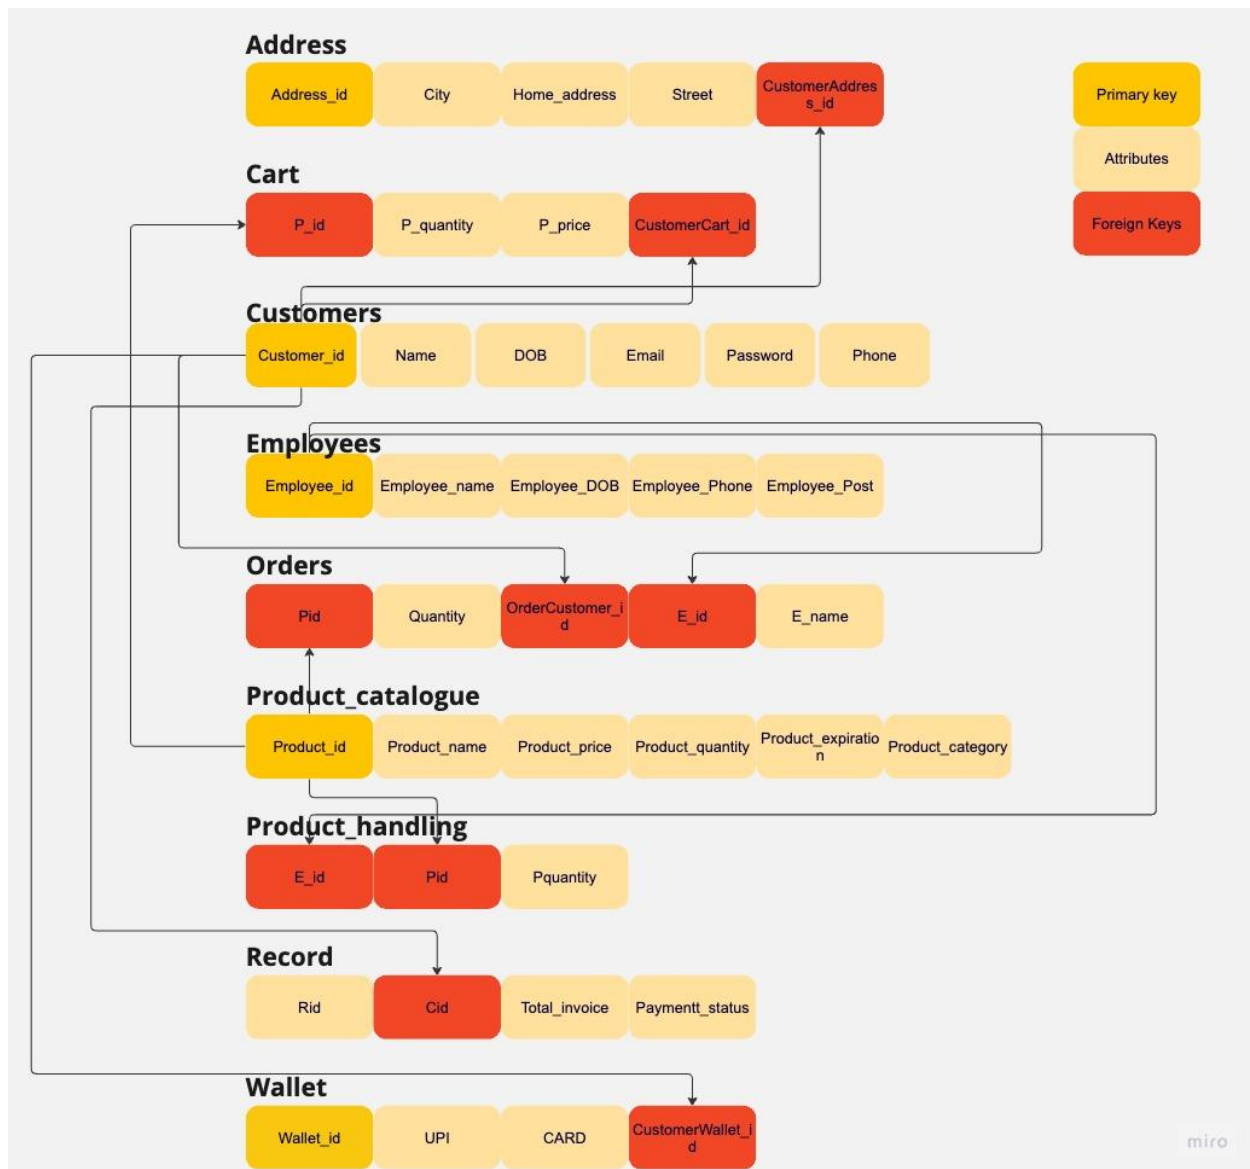 Address
Address_id City Home_address Street CustomerAddres
s_id
Primary key
Attributes
Foreign Keys
Cart
P_id P_quantity P_price CustomerCart_id
Customers
Customer_id Name DOB Email Password Phone
Employees
Employee_id Employee_name Employee_DOB Employee_Phone Employee_Post
Orders
Pid Quantity OrderCustomer_i
d
E_id E_name
Product_catalogue
Product_id Product_name Product_price Product_quantity Product_expiratio
n
Product_category
Product_handling
E_id Pid Pquantity
Record
Rid Cid Total_invoice Paymentt_status
Wallet
Wallet_id UPI CARD CustomerWallet_i
d
miro